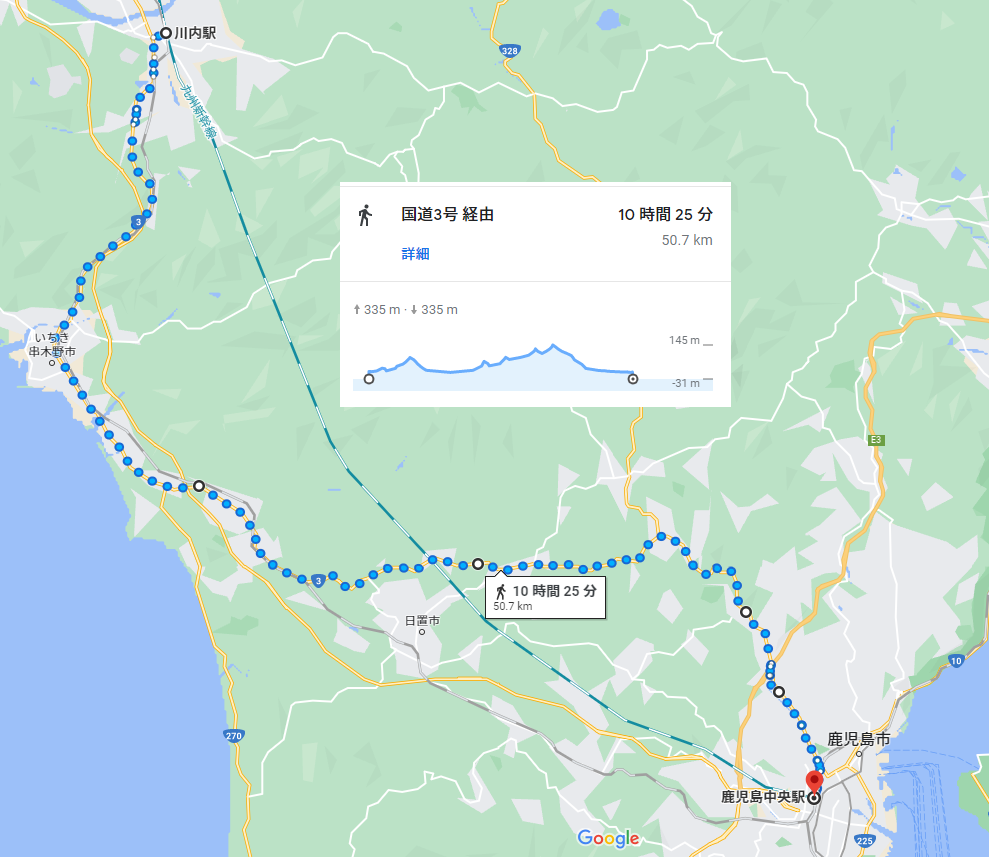 川内駅
328
九州新幹線
国道3号 経由
10 時間 25 分
50.7 km
詳細
3
335 m · 335 m
145 m
-31 m
いちき
串木野市
E3
3
10 時間 25 分
50.7 km
日置市
10
270
鹿児島市
鹿児島中央駅
Google
225